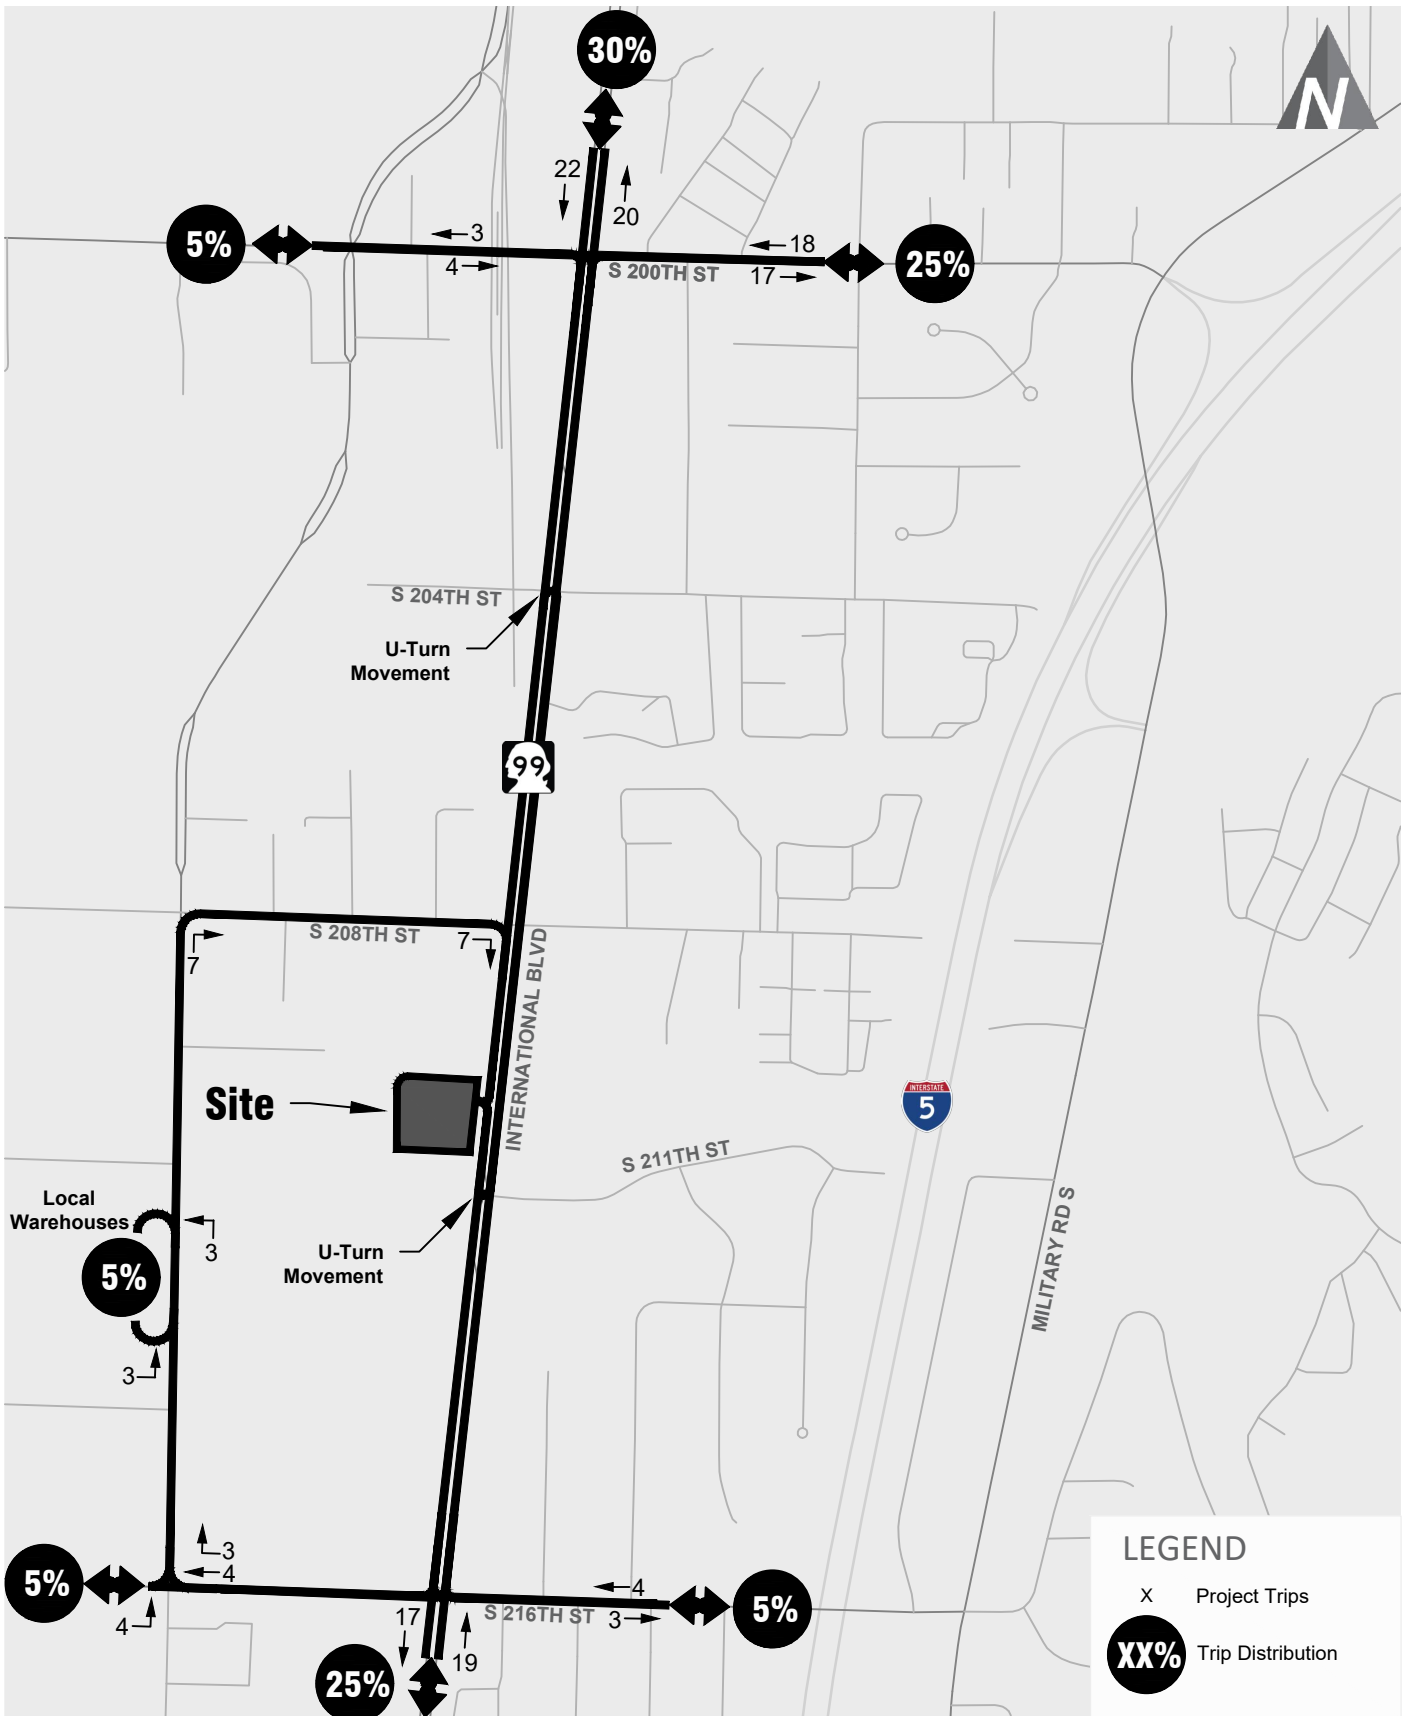 30%
N
22
20
5%
3
4
18
17
25%
S 200TH ST
S 204TH ST
U-Turn
Movement
99
S 208TH ST
7
7
INTERNATIONAL BLVD
Site
INTERSTATE
5
S 211TH ST
MILITARY RD S
Local
Warehouses
3
5%
U-Turn
Movement
3
3
4
5%
4
S 216TH ST
4
3
5%
17
19
25%
LEGEND
X Project Trips
XX% Trip Distribution